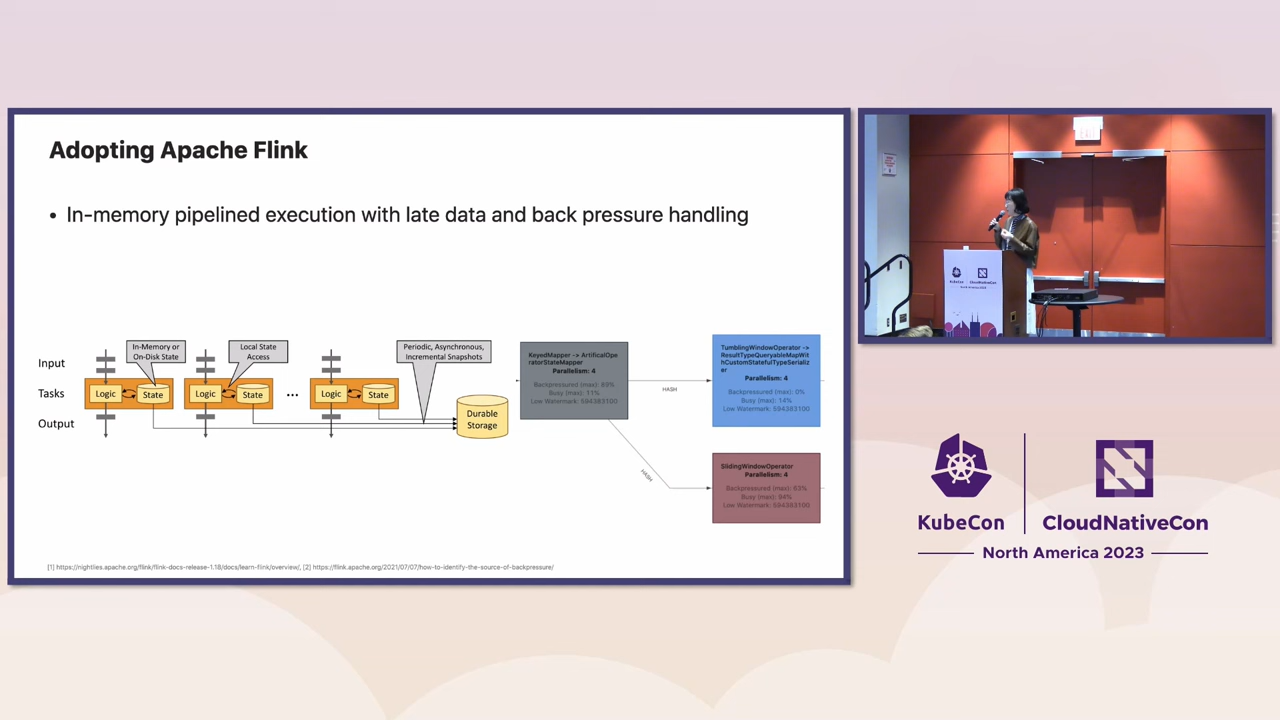 Adopting Apache Flink
• In-memory pipelined execution with late data and back pressure handling
In-Memory or
On-Disk State
Local State
Access
Periodic, Asynchronous,
Incremental Snapshots
Input
Tasks
Output
Logic
State
Logic
State
...
Logic
State
Durable
Storage
KeyedMapper -> ArtificalOpe
ratorStateMapper
Parallelism: 4
Backpressured (max): 89%
Busy (max): 11%
Low Watermark: 594383100
HASH
HASH
TumblingWindowOperator ->
ResultTypeQueryableMapWit
hCustomStatefulTypeSerializ
er
Parallelism: 4
Backpressured (max): 0%
Busy (max): 14%
Low Watermark: 594383100
SlidingWindowOperator
Parallelism: 4
Backpressured (max): 63%
Busy (max): 94%
Low Watermark: 594383100
[1] https://nightlies.apache.org/flink/flink-docs-release-1.18/docs/learn-flink/overview/, [2] https://flink.apache.org/2021/07/07/how-to-identify-the-source-of-backpressure/
KubeCon
CloudNativeCon
North America 2023
KubeCon
CloudNativeCon
North America 2023